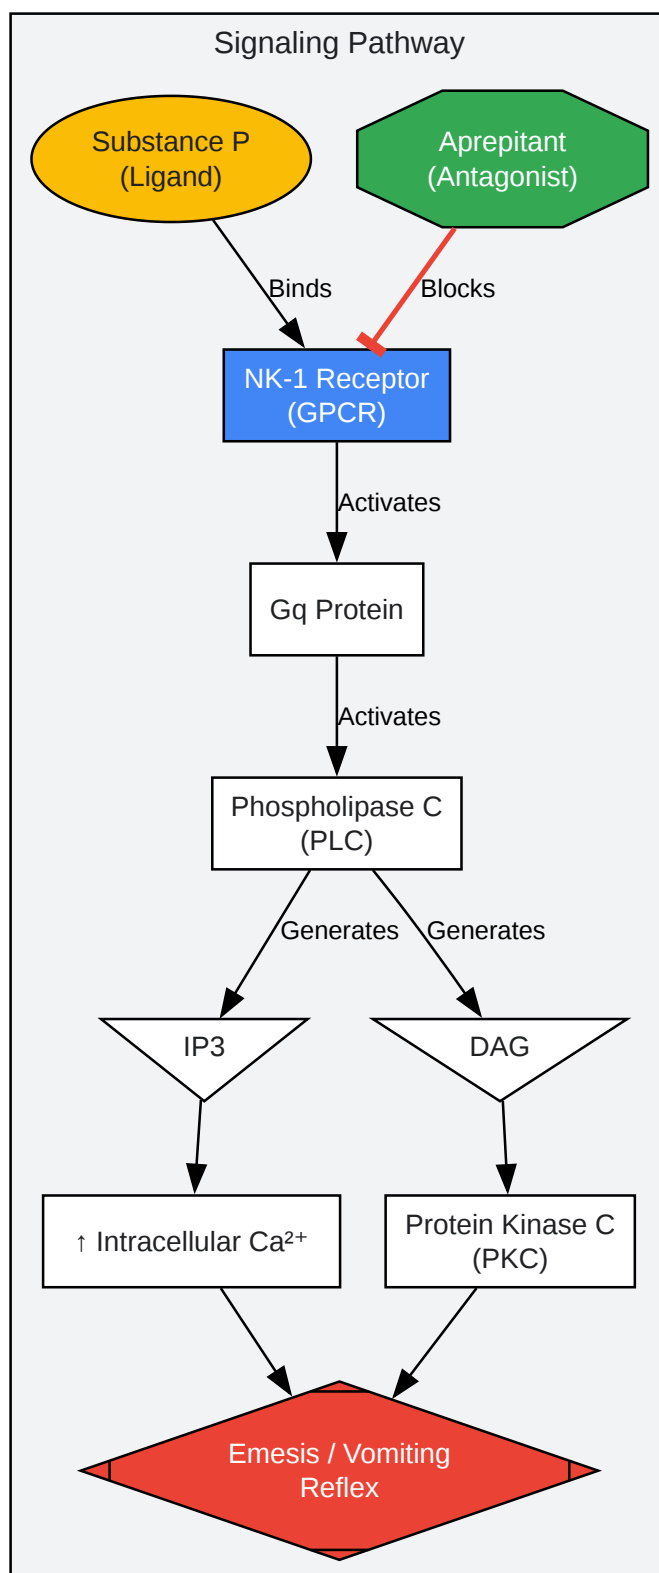 Signaling Pathway
Substance P
(Ligand)
Aprepitant
(Antagonist)
Binds
Blocks
NK-1 Receptor
(GPCR)
Activates
Gq Protein
Activates
Phospholipase C
(PLC)
Generates
Generates
IP3
DAG
↑ Intracellular Ca²⁺
Protein Kinase C
(PKC)
Emesis / Vomiting
Reflex